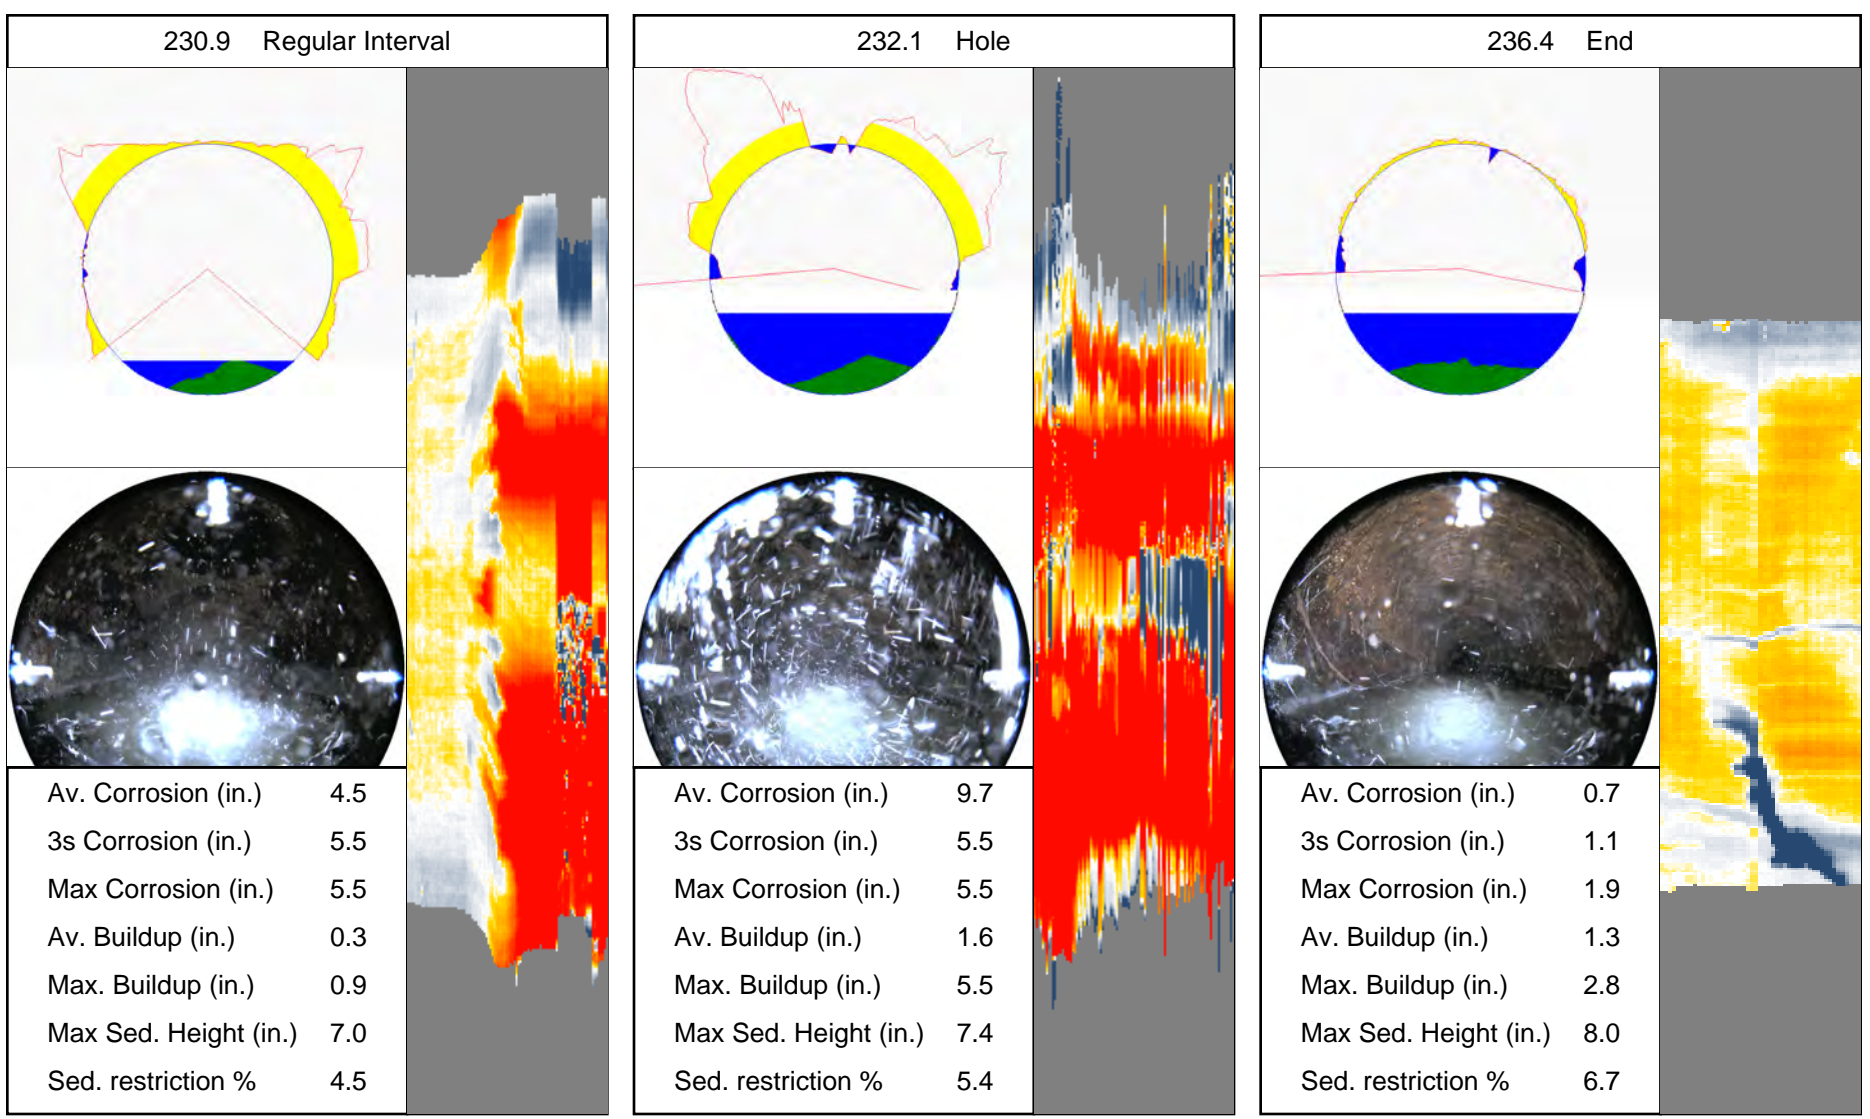 230.9 Regular Interval
Av. Corrosion (in.) 4.5
3s Corrosion (in.) 5.5
Max Corrosion (in.) 5.5
Av. Buildup (in.) 0.3
Max. Buildup (in.) 0.9
Max Sed. Height (in.) 7.0
Sed. restriction % 4.5
232.1 Hole
Av. Corrosion (in.) 9.7
3s Corrosion (in.) 5.5
Max Corrosion (in.) 5.5
Av. Buildup (in.) 1.6
Max. Buildup (in.) 5.5
Max Sed. Height (in.) 7.4
Sed. restriction % 5.4
236.4 End
Av. Corrosion (in.) 0.7
3s Corrosion (in.) 1.1
Max Corrosion (in.) 1.9
Av. Buildup (in.) 1.3
Max. Buildup (in.) 2.8
Max Sed. Height (in.) 8.0
Sed. restriction % 6.7